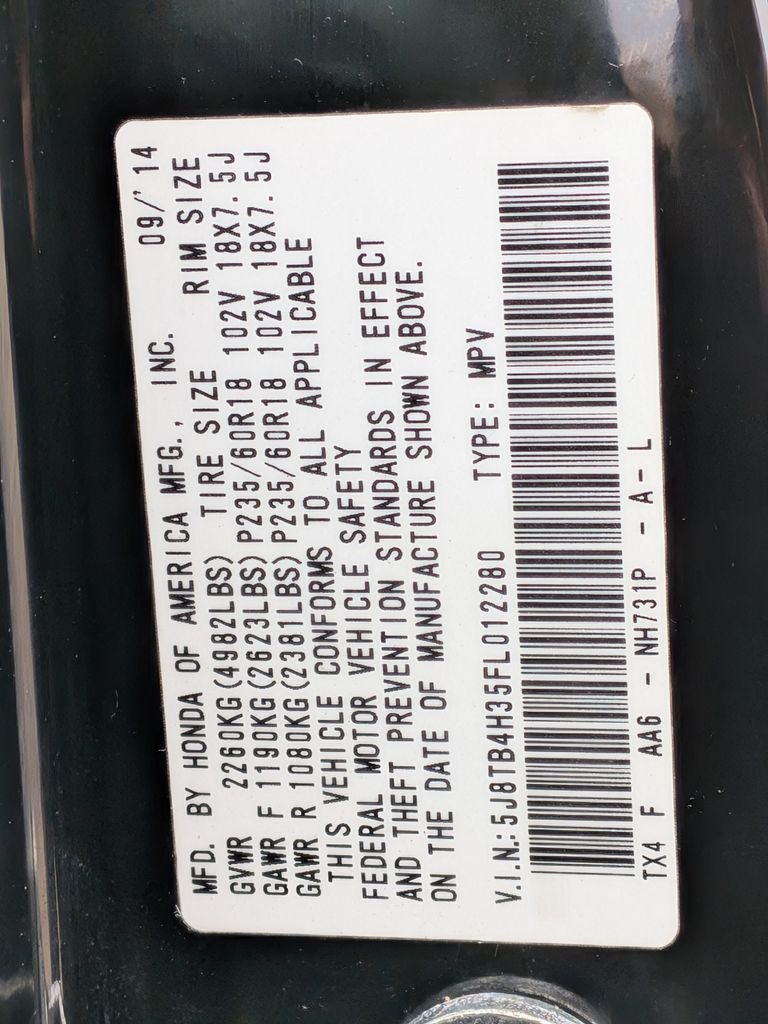 MFD. BY HONDA OF AMERICA MFG., INC. 09/'14
GVWR 2260KG(4982LBS) TIRE SIZE RIM SIZE
GAWR F 1190KG(2623LBS) P235/60R18 102V 18X7.5J
GAWR R 1080KG(2381LBS) P235/60R18 102V 18X7.5J
THIS VEHICLE CONFORMS TO ALL APPLICABLE
FEDERAL MOTOR VEHICLE SAFETY
AND THEFT PREVENTION STANDARDS IN EFFECT
ON THE DATE OF MANUFACTURE SHOWN ABOVE.
V.I.N.: 5J8TB4H35FL012280 TYPE: MPV
TX4 F AA6 - NH731P - A - L